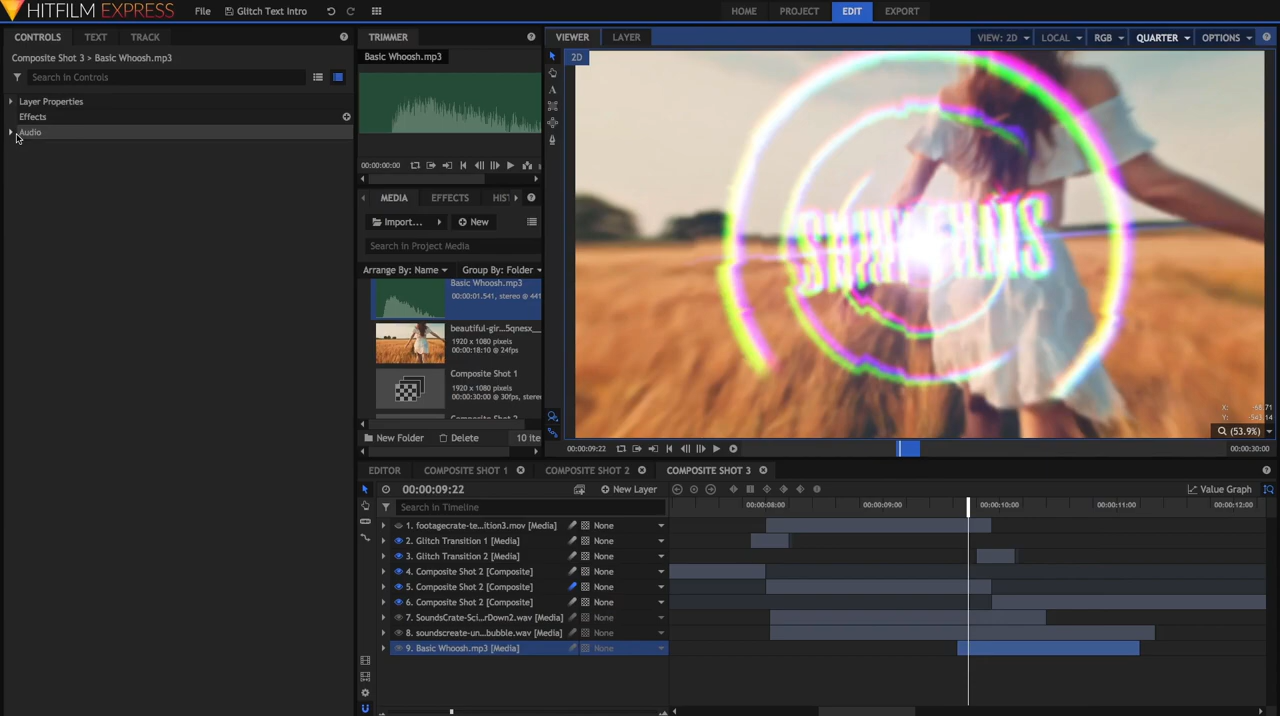 HITFILM EXPRESS
File
Glitch Text Intro
HOME
PROJECT
EDIT
EXPORT
CONTROLS
TEXT
TRACK
Composite Shot 3 > Basic Whoosh.mp3
Search In Controls
Layer Properties
Effects
Audio
TRIMMER
Basic Whoosh.mp3
00:00:00:00
MEDIA
EFFECTS
HIS
Import...
New
Search In Project Media
Arrange By: Name
Group By: Folder
Basic Whoosh.mp3
00:00:01.541, stereo @ 441
beautiful-gir...5qnesx__
1920 x 1080 pixels
00:00:18:10 @ 24fps
Composite Shot 1
1920 x 1080 pixels
00:00:30:00 @ 30fps, stereo
New Folder
Delete
10 Ite
VIEWER
LAYER
VIEW: 2D
LOCAL
RGB
QUARTER
OPTIONS
2D
X: -68.71
Y: -543.14
(53.9%)
00:00:09:22
00:00:30:00
EDITOR
COMPOSITE SHOT 1
COMPOSITE SHOT 2
COMPOSITE SHOT 3
00:00:09:22
New Layer
Value Graph
Search In Timeline
00:00:08:00
00:00:09:00
00:00:10:00
00:00:11:00
00:00:12:00
1. footagecrate-te...ition3.mov [Media]
None
2. Glitch Transition 1 [Media]
None
3. Glitch Transition 2 [Media]
None
4. Composite Shot 2 [Composite]
None
5. Composite Shot 2 [Composite]
None
6. Composite Shot 2 [Composite]
None
7. SoundsCrate-Sci...rDown2.wav [Media]
None
8. soundscreate-un...bubble.wav [Media]
None
9. Basic Whoosh.mp3 [Media]
None